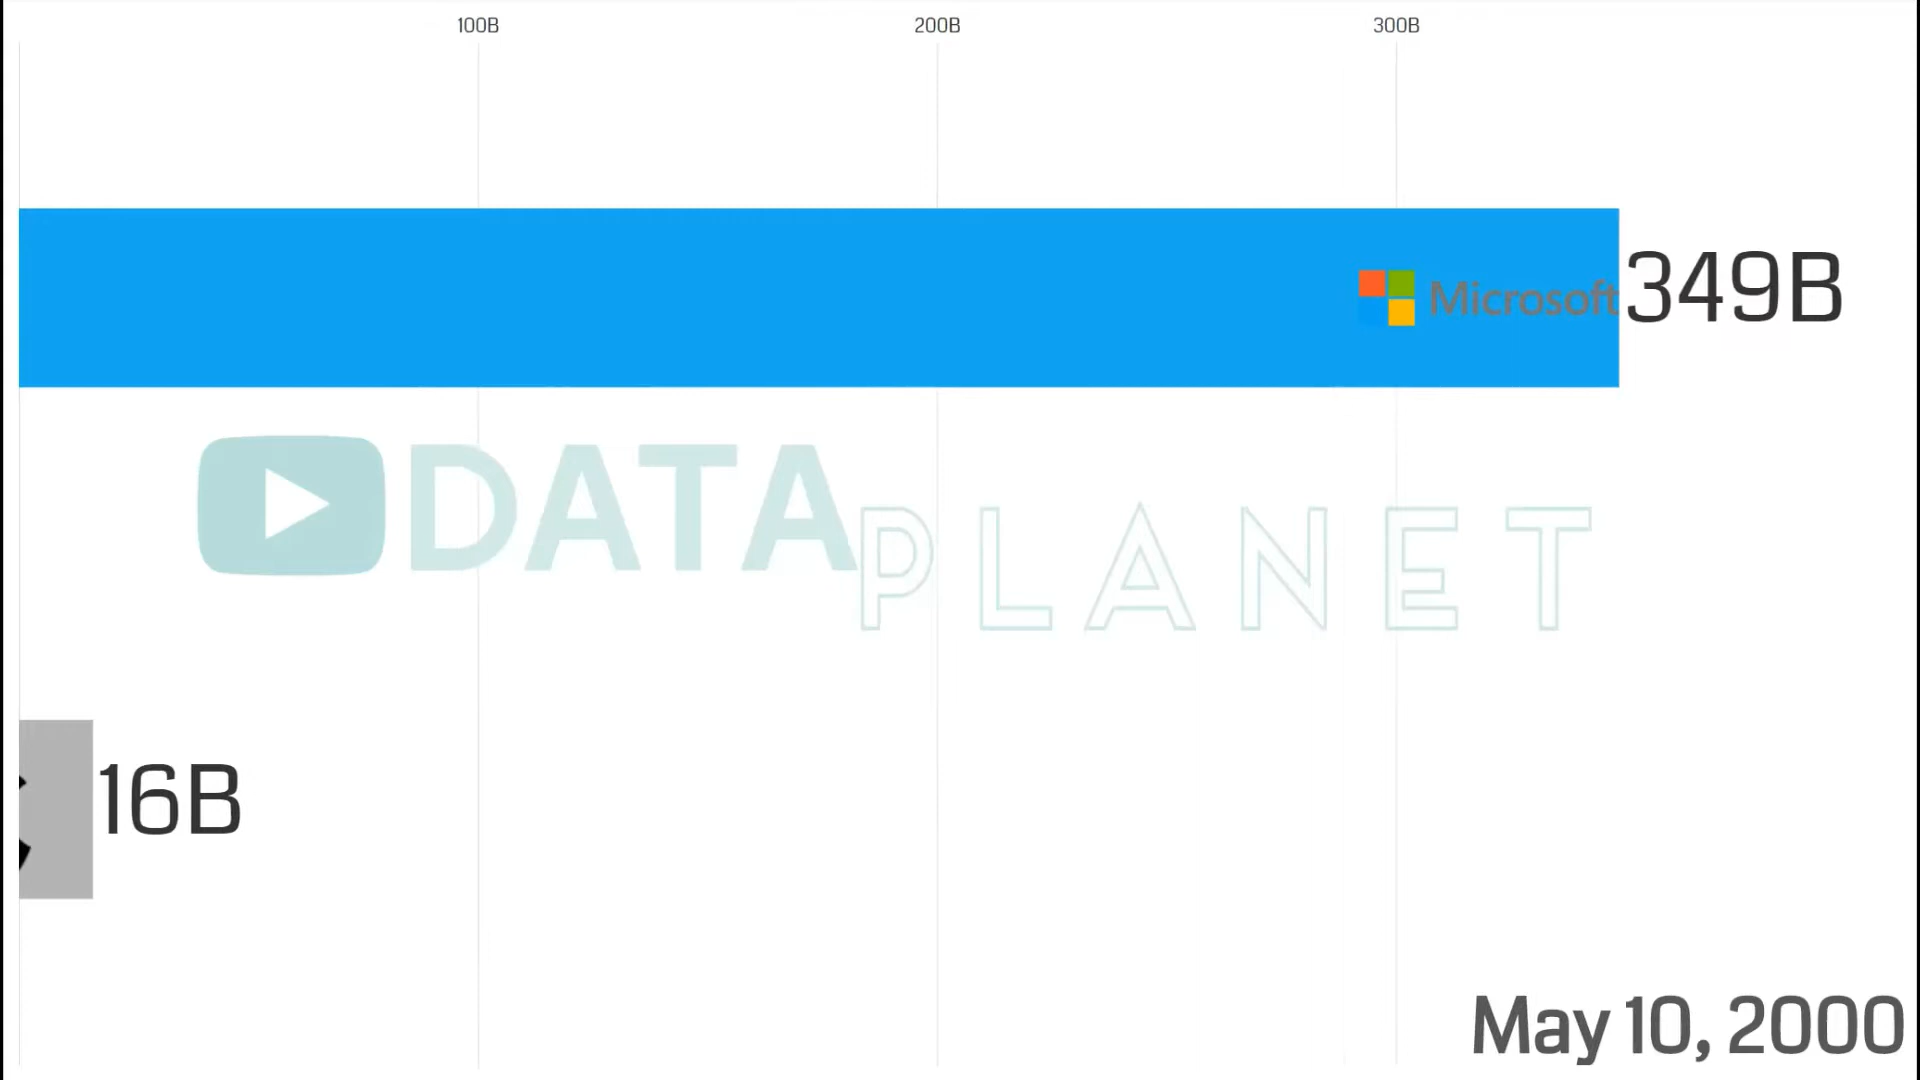 100B 200B 300B
Microsoft 349B
DATA PLANET
16B
May 10, 2000